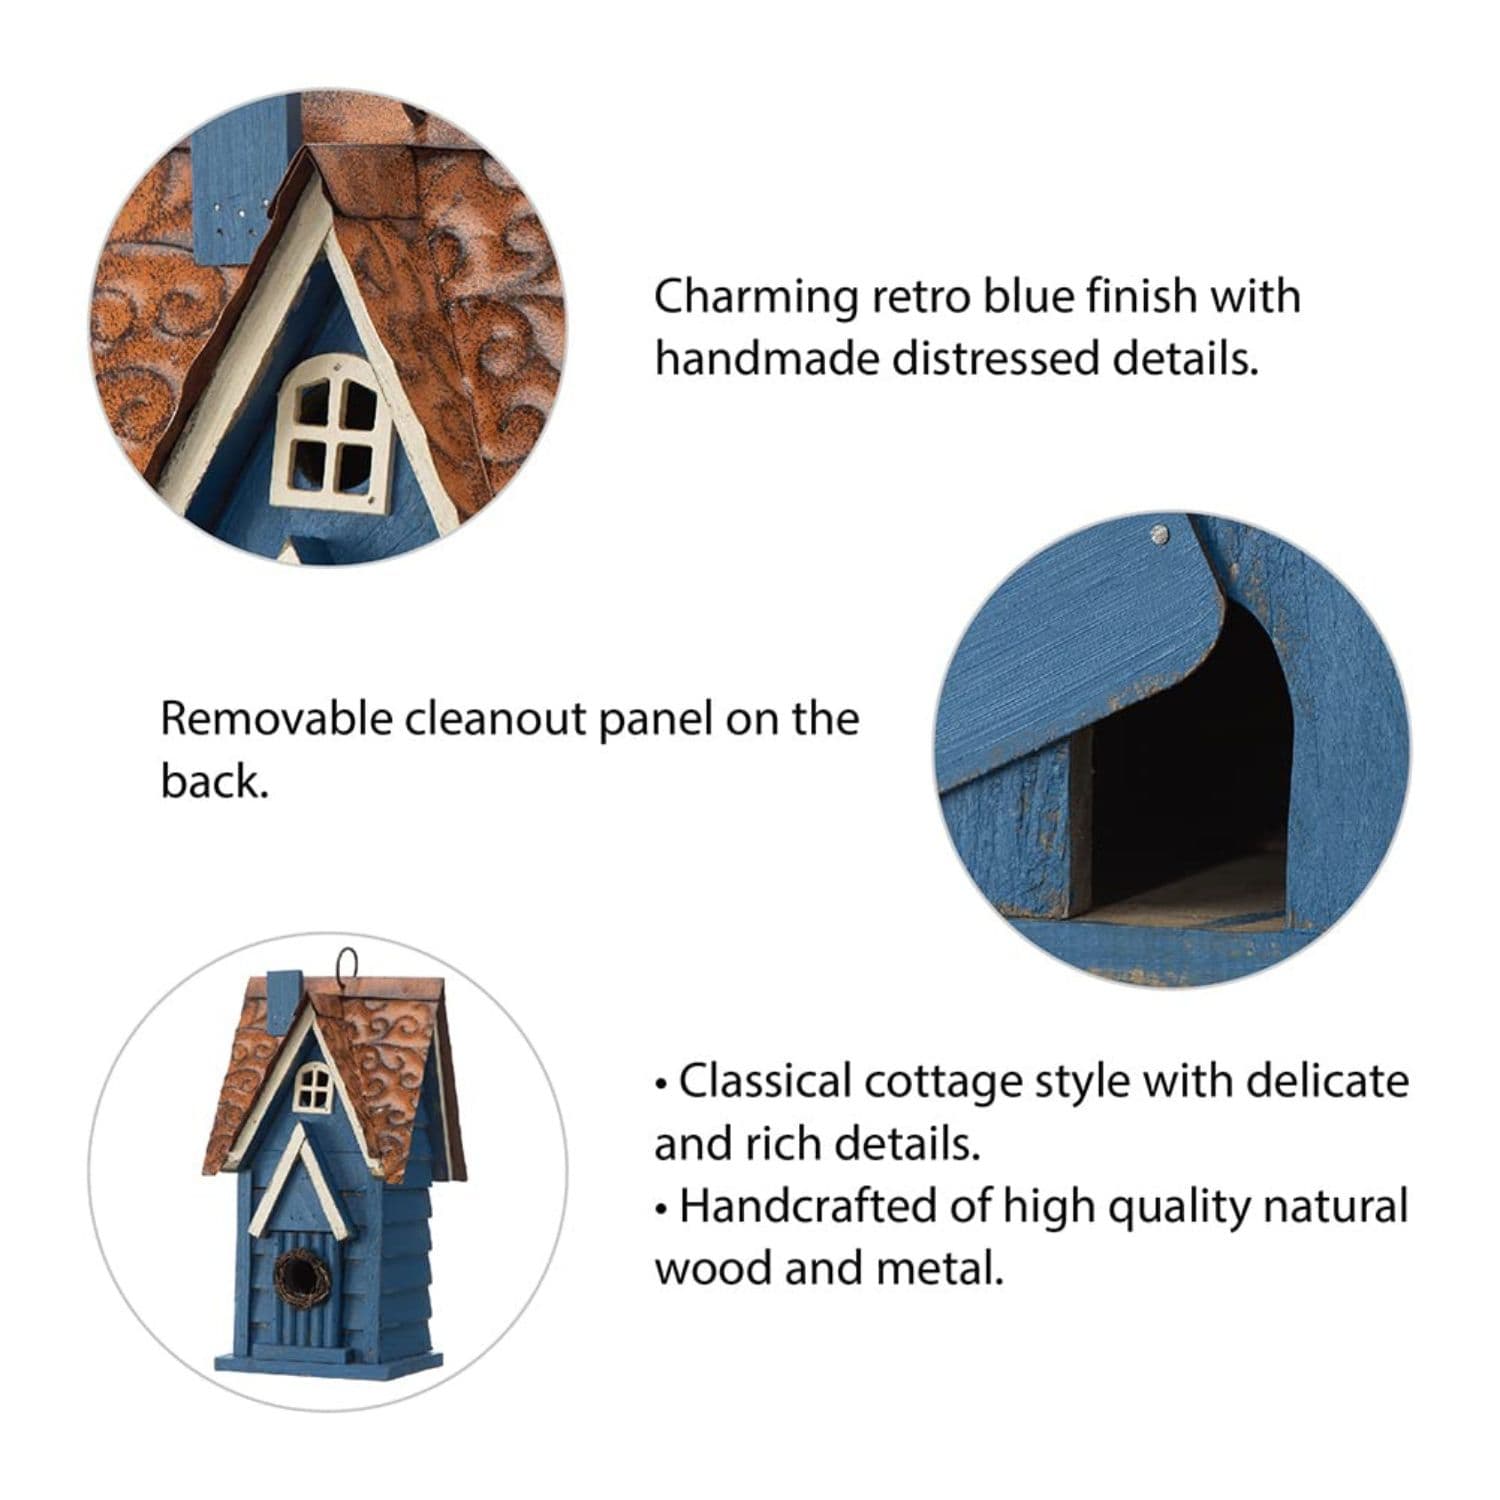 Charming retro blue finish with
handmade distressed details.
Removable cleanout panel on the
back.
• Classical cottage style with delicate
and rich details.
• Handcrafted of high quality natural
wood and metal.